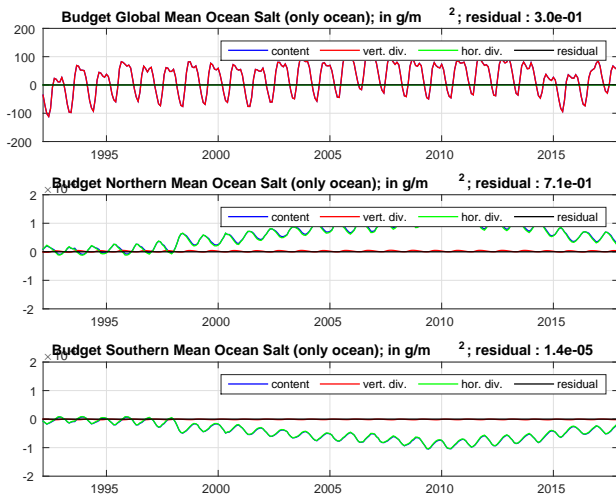 Budget Global Mean Ocean Salt (only ocean); in g/m 2; residual : 3.0e-01
content vert. div. hor. div. residual
200
100
0
-100
-200
1995 2000 2005 2010 2015
Budget Northern Mean Ocean Salt (only ocean); in g/m 2; residual : 7.1e-01
content vert. div. hor. div. residual
2
1
0
-1
-2
1995 2000 2005 2010 2015
Budget Southern Mean Ocean Salt (only ocean); in g/m 2; residual : 1.4e-05
content vert. div. hor. div. residual
2
1
0
-1
-2
1995 2000 2005 2010 2015